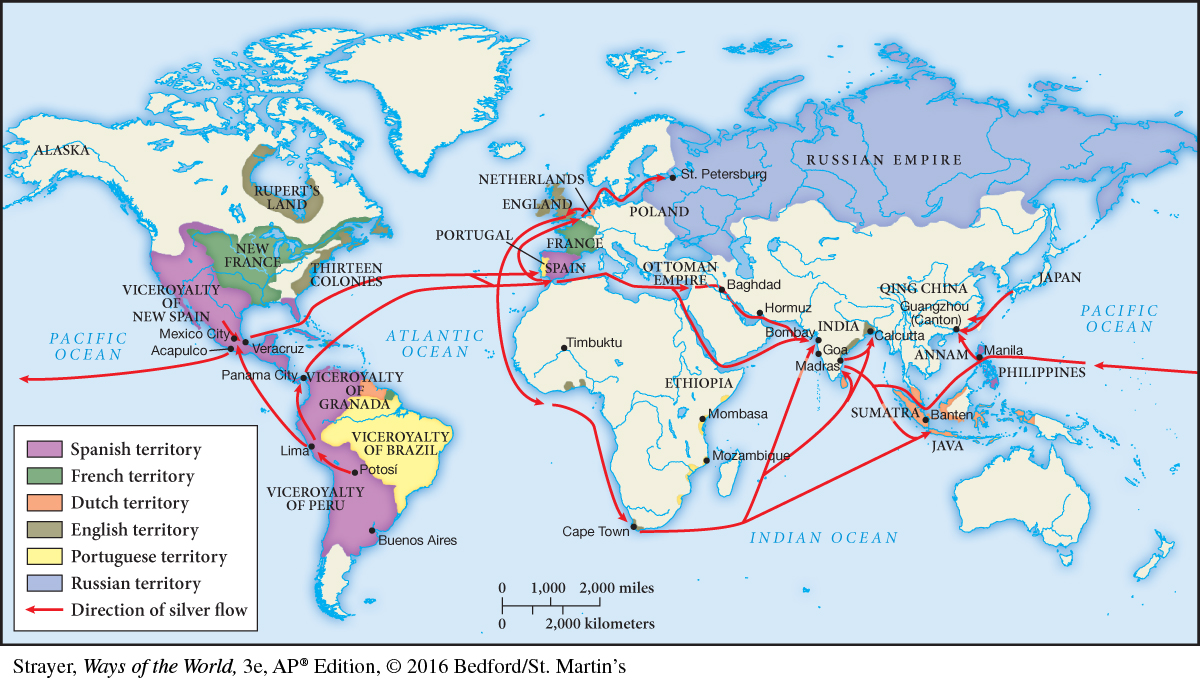 ALASKA
RUPERT'S
LAND
NEW
FRANCE
THIRTEEN
COLONIES
VICEROYALTY
OF
NEW SPAIN
Mexico City
Acapulco
Veracruz
Panama City
VICEROYALTY
OF
GRANADA
VICEROYALTY
OF BRAZIL
Lima
Potosí
VICEROYALTY
OF PERU
Buenos Aires
PACIFIC
OCEAN
ATLANTIC
OCEAN
NETHERLANDS
ENGLAND
PORTUGAL
FRANCE
SPAIN
POLAND
St. Petersburg
RUSSIAN EMPIRE
OTTOMAN
EMPIRE
Baghdad
Hormuz
Timbuktu
ETHIOPIA
Mombasa
Mozambique
Cape Town
Bombay
INDIA
Goa
Madras
Calcutta
QING CHINA
Guangzhou
(Canton)
JAPAN
ANNAM
Manila
PHILIPPINES
SUMATRA
Banten
JAVA
PACIFIC
OCEAN
INDIAN OCEAN
Spanish territory
French territory
Dutch territory
English territory
Portuguese territory
Russian territory
Direction of silver flow
0 1,000 2,000 miles
0 2,000 kilometers
Strayer, Ways of the World, 3e, AP® Edition, © 2016 Bedford/St. Martin's